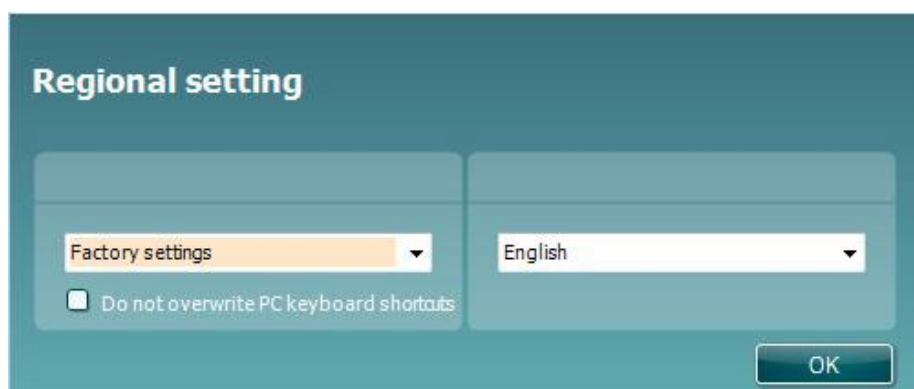 Regional setting
Factory settings
English
Do not overwrite PC keyboard shortcuts
OK